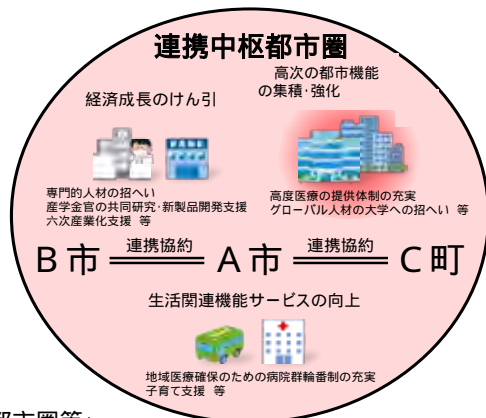 連携中枢都市圏
高次の都市機能
の集積・強化
経済成長のけん引
BANK
専門的人材の招へい
産学金官の共同研究・新製品開発支援
六次産業化支援 等
高度医療の提供体制の充実
グローバル人材の大学への招へい 等
B市 連携協約 A市 連携協約 C町
生活関連機能サービスの向上
地域医療確保のための病院群輪番制の充実
子育て支援 等